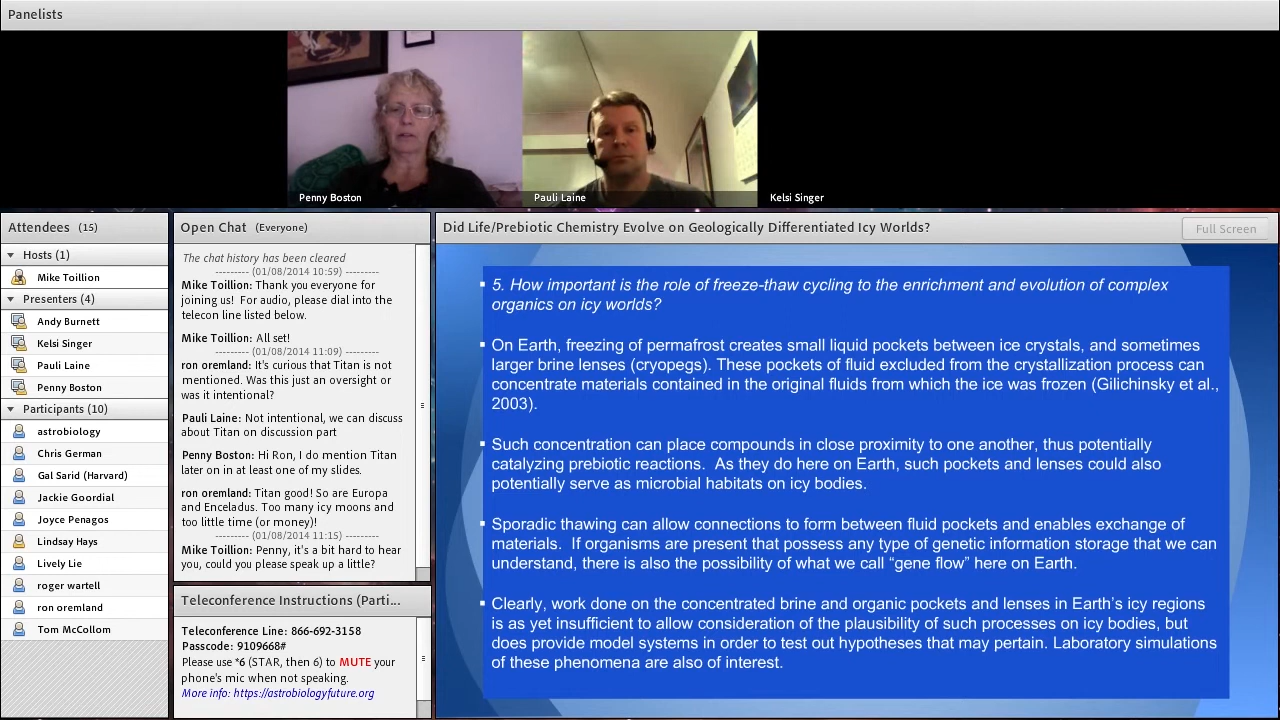 Panelists
Penny Boston
Pauli Laine
Kelsi Singer
Attendees (15)
Hosts (1)
Mike Toillion
Presenters (4)
Andy Burnett
Kelsi Singer
Pauli Laine
Penny Boston
Participants (10)
astrobiology
Chris German
Gal Sarid (Harvard)
Jackie Goordial
Joyce Penagos
Lindsay Hays
Lively Lie
roger wartell
ron oremland
Tom McCollom
Open Chat (Everyone)
The chat history has been cleared
--------- (01/08/2014 10:59) ---------
Mike Toillion: Thank you everyone for
joining us! For audio, please dial into the
telecon line listed below.
Mike Toillion: All set!
--------- (01/08/2014 11:09) ---------
ron oremland: It's curious that Titan is not
mentioned. Was this just an oversight or
was it intentional?
Pauli Laine: Not intentional, we can discuss
about Titan on discussion part
Penny Boston: Hi Ron, I do mention Titan
later on in at least one of my slides.
ron oremland: Titan good! So are Europa
and Enceladus. Too many icy moons and
too little time (or money)!
--------- (01/08/2014 11:15) ---------
Mike Toillion: Penny, it's a bit hard to hear
you, could you please speak up a little?
Teleconference Instructions (Parti...
Teleconference Line: 866-692-3158
Passcode: 9109668#
Please use *6 (STAR, then 6) to MUTE your
phone's mic when not speaking.
More info: https://astrobiologyfuture.org
Did Life/Prebiotic Chemistry Evolve on Geologically Differentiated Icy Worlds?
Full Screen
5. How important is the role of freeze-thaw cycling to the enrichment and evolution of complex
organics on icy worlds?
On Earth, freezing of permafrost creates small liquid pockets between ice crystals, and sometimes
larger brine lenses (cryopegs). These pockets of fluid excluded from the crystallization process can
concentrate materials contained in the original fluids from which the ice was frozen (Gilichinsky et al.,
2003).
Such concentration can place compounds in close proximity to one another, thus potentially
catalyzing prebiotic reactions. As they do here on Earth, such pockets and lenses could also
potentially serve as microbial habitats on icy bodies.
Sporadic thawing can allow connections to form between fluid pockets and enables exchange of
materials. If organisms are present that possess any type of genetic information storage that we can
understand, there is also the possibility of what we call “gene flow” here on Earth.
Clearly, work done on the concentrated brine and organic pockets and lenses in Earth’s icy regions
is as yet insufficient to allow consideration of the plausibility of such processes on icy bodies, but
does provide model systems in order to test out hypotheses that may pertain. Laboratory simulations
of these phenomena are also of interest.